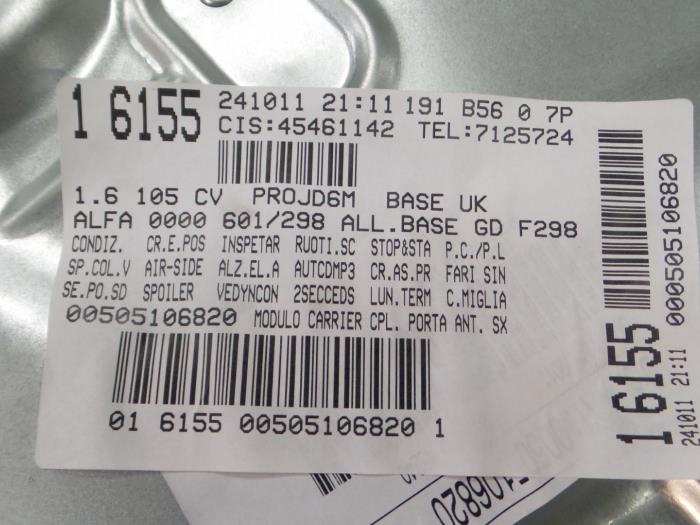 1 6155 241011 21:11 191 B56 0 7P
CIS:45461142 TEL:7125724
1.6 105 CV PROJD6M BASE UK
ALFA 0000 601/298 ALL.BASE GD F298
CONDIZ. CR.E.POS INSPETAR RUOTI.SC STOP&STA P.C./P.L
SP.COL.V AIR-SIDE ALZ.EL.A AUTCDMP3 CR.AS.PR FARI SIN
SE.PO.SD SPOILER VEDYNCON 2SECCEDS LUN.TERM C.MIGLIA
00505106820 MODULO CARRIER CPL. PORTA ANT. SX
01 6155 00505106820 1
1 6155
241011 21:11 00505106820
106820